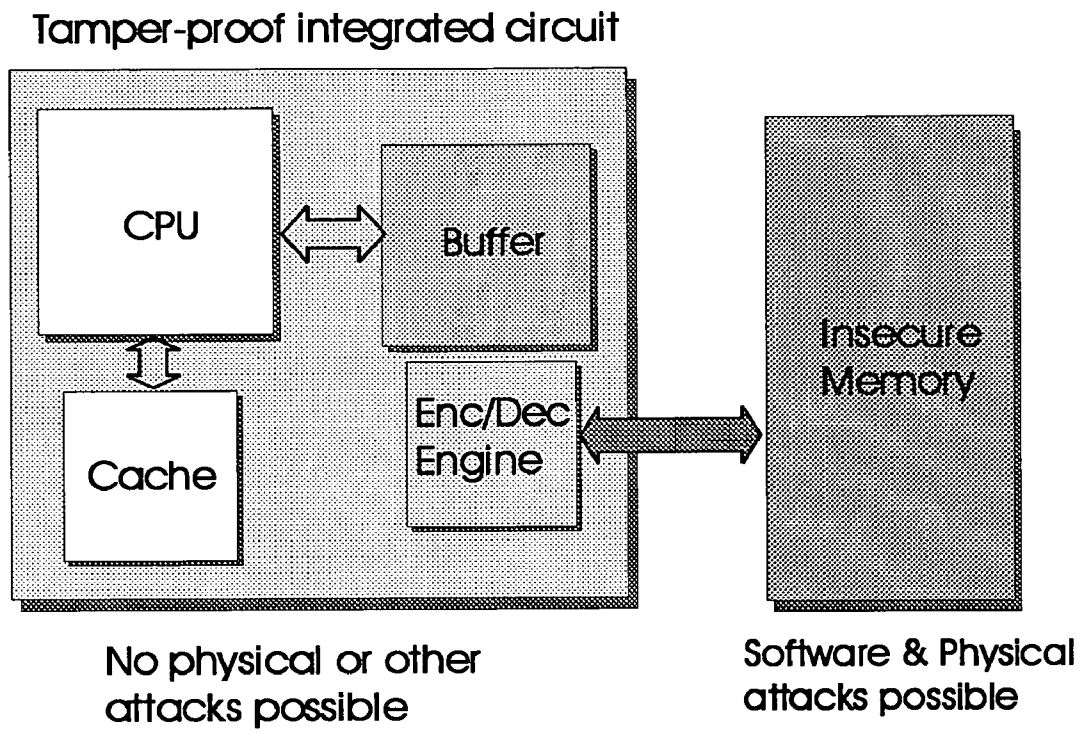 Tamper-proof integrated circuit
CPU
Buffer
Cache
Enc/Dec
Engine
Insecure
Memory
No physical or other
attacks possible
Software & Physical
attacks possible